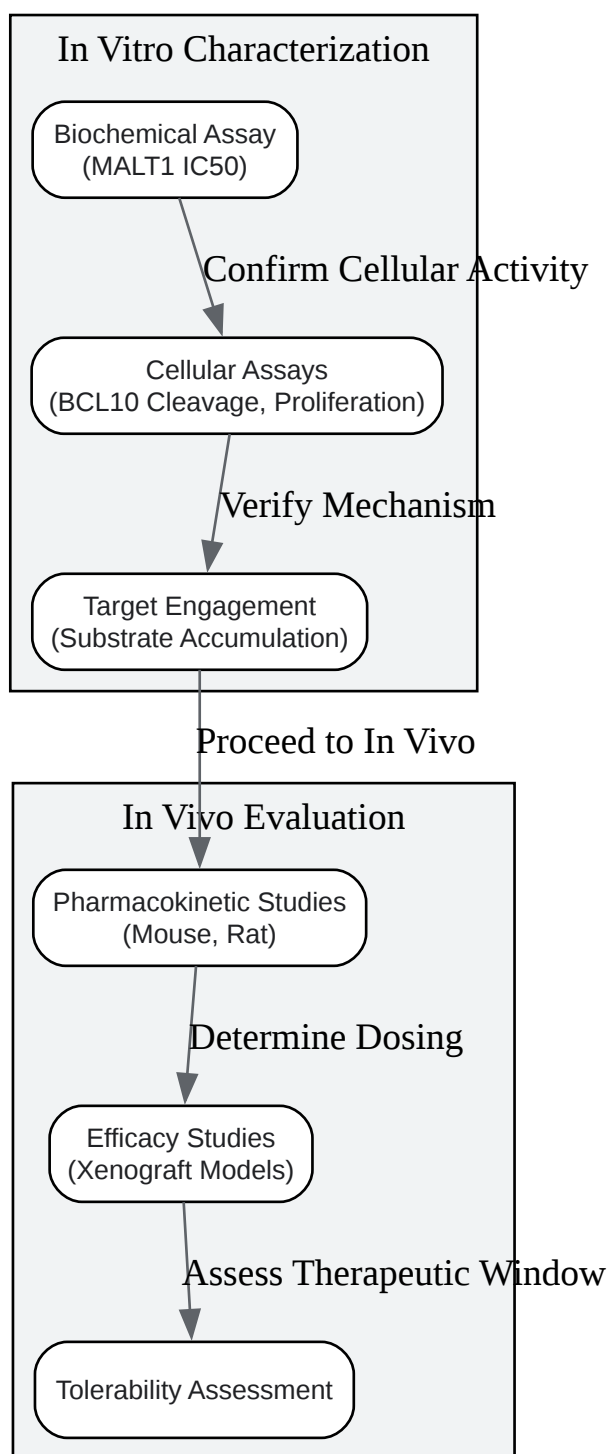 In Vitro Characterization
Biochemical Assay
(MALT1 IC50)
Confirm Cellular Activity
Cellular Assays
(BCL10 Cleavage, Proliferation)
Verify Mechanism
Target Engagement
(Substrate Accumulation)
Proceed to In Vivo
In Vivo Evaluation
Pharmacokinetic Studies
(Mouse, Rat)
Determine Dosing
Efficacy Studies
(Xenograft Models)
Assess Therapeutic Window
Tolerability Assessment